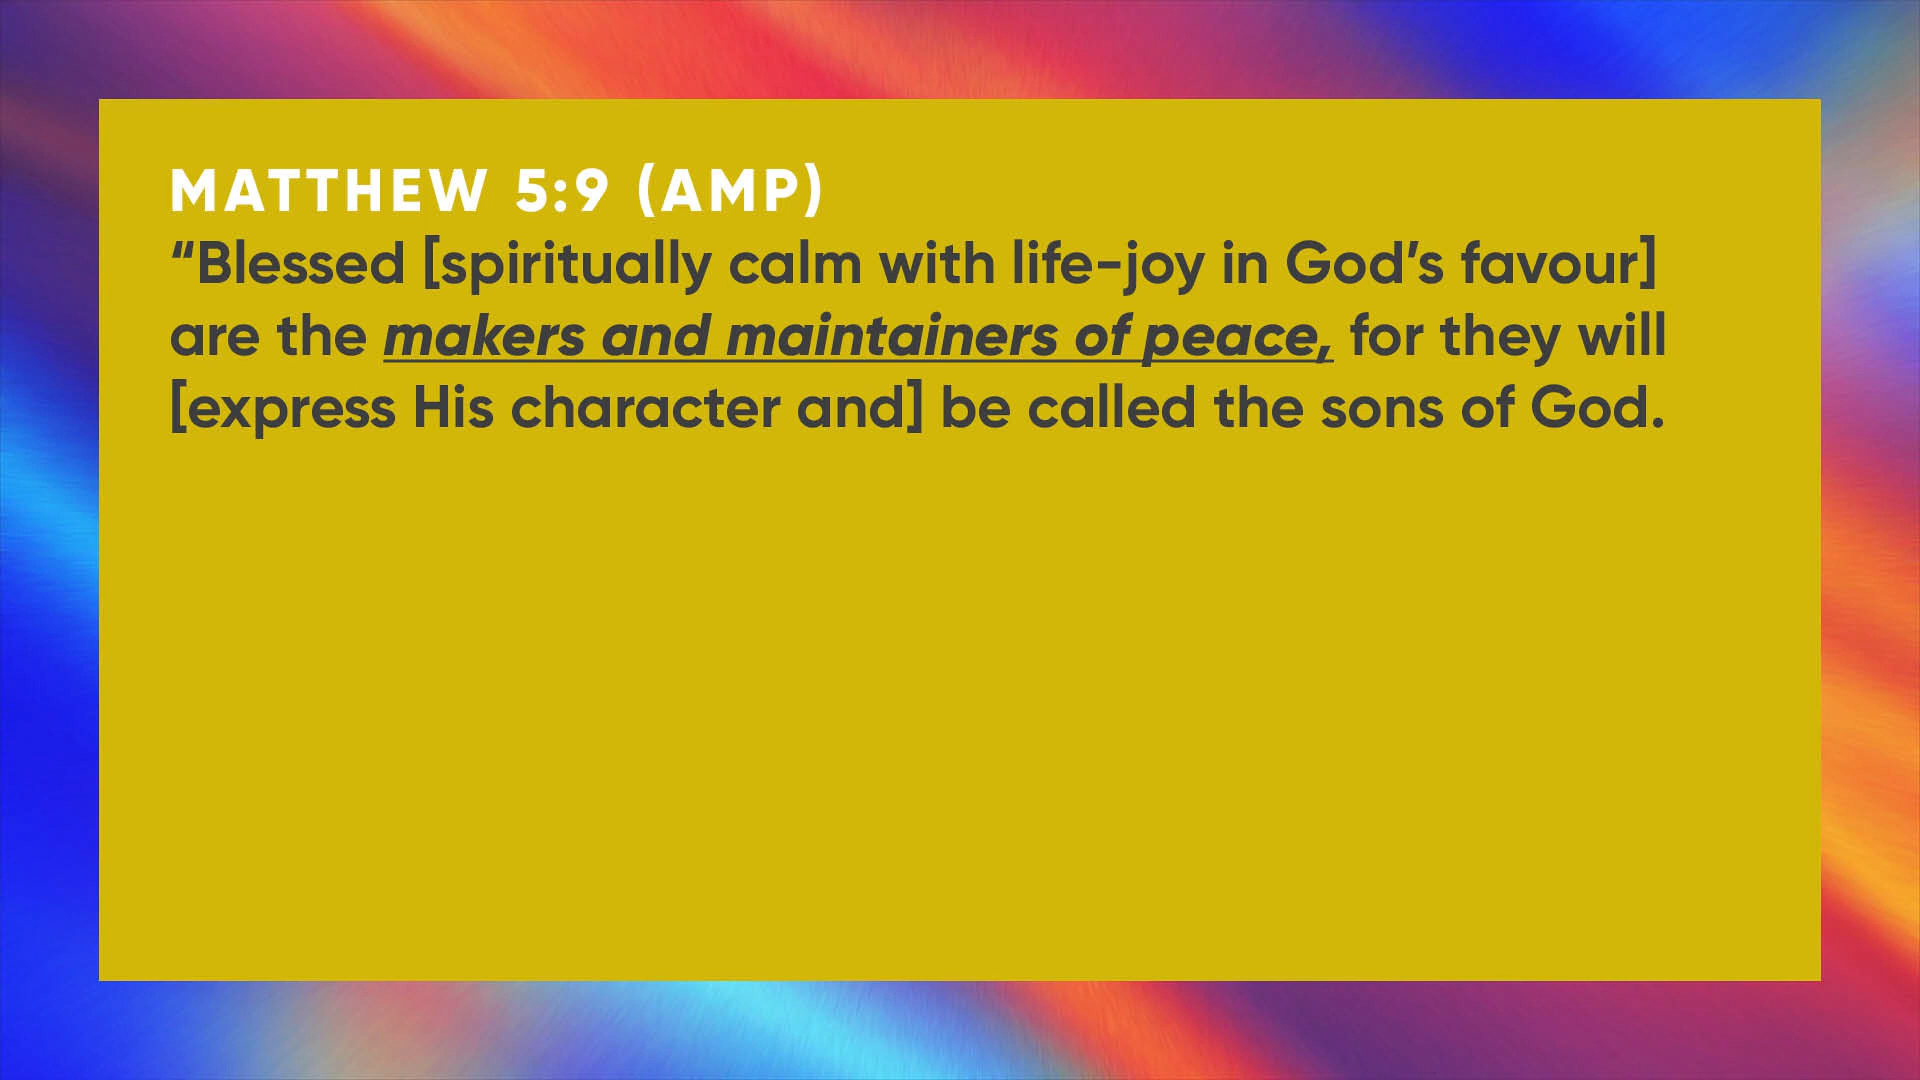 MATTHEW 5:9 (AMP)
“Blessed [spiritually calm with life-joy in God’s favour]
are the makers and maintainers of peace, for they will
[express His character and] be called the sons of God.